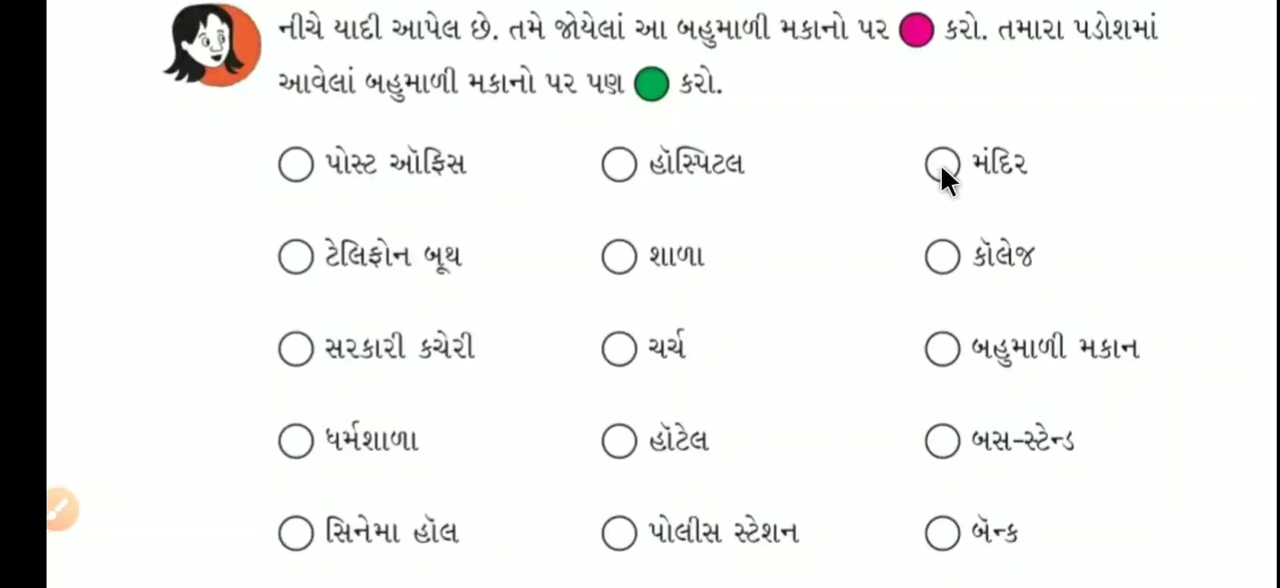 નીચે યાદી આપેલ છે. તમે જોયેલાં આ બહુમાળી મકાનો પર કરો. તમારા પડોશમાં
આવેલાં બહુમાળી મકાનો પર પણ કરો.
પોસ્ટ ઑફિસ હૉસ્પિટલ મંદિર
ટેલિફોન બૂથ શાળા કૉલેજ
સરકારી કચેરી ચર્ચ બહુમાળી મકાન
ધર્મશાળા હૉટેલ બસ-સ્ટેન્ડ
સિનેમા હૉલ પોલીસ સ્ટેશન બૅન્ક